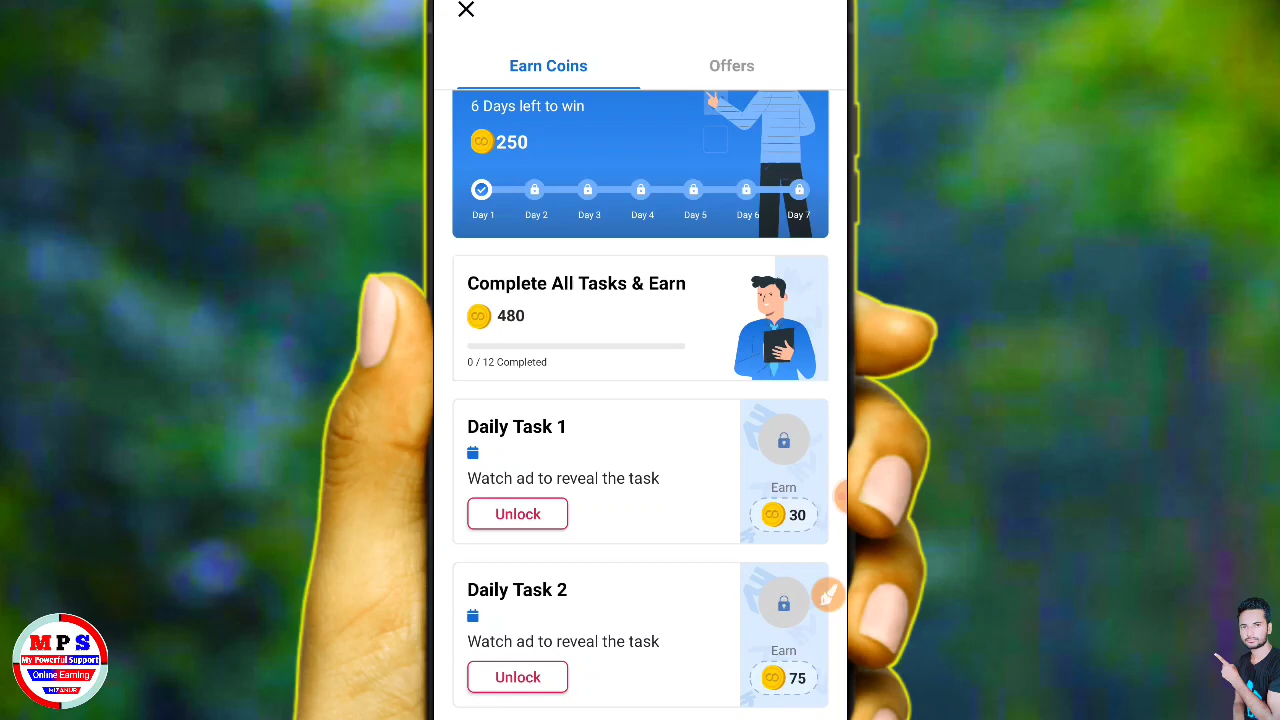 Earn Coins
Offers
6 Days left to win
250
Day 1
Day 2
Day 3
Day 4
Day 5
Day 6
Day 7
Complete All Tasks & Earn
480
0 / 12 Completed
Daily Task 1
Watch ad to reveal the task
Unlock
Earn
30
Daily Task 2
Watch ad to reveal the task
Unlock
Earn
75
M P S
My Powerful Support
Online Earning
MIZANUR